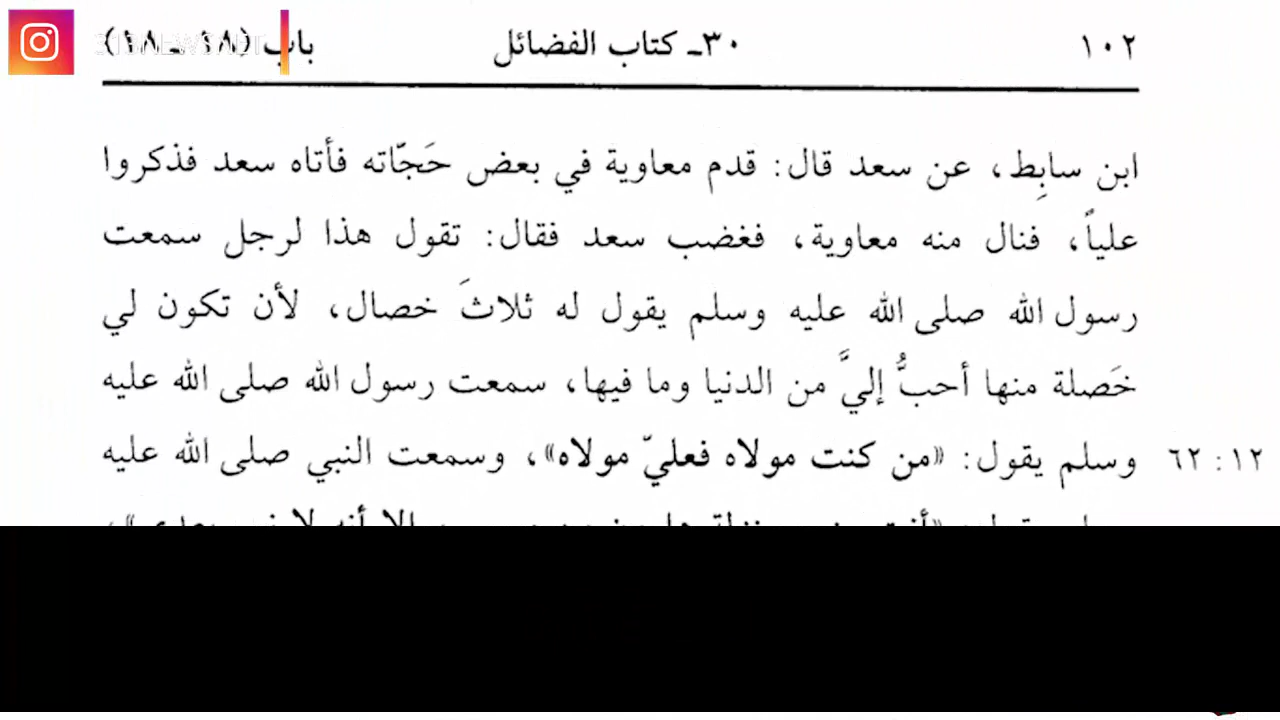 ١٠٢ ٣٠ـ كتاب الفضائل باب (١٨ ـ ١٨)
ابن سابِط، عن سعد قال: قدم معاوية في بعض حَجّاته فأتاه سعد فذكروا
علياً، فنال منه معاوية، فغضب سعد فقال: تقول هذا لرجل سمعت
رسول الله صلى الله عليه وسلم يقول له ثلاثَ خصال، لأن تكون لي
خَصلة منها أحبُّ إليَّ من الدنيا وما فيها، سمعت رسول الله صلى الله عليه
وسلم يقول: «من كنت مولاه فعليّ مولاه»، وسمعت النبي صلى الله عليه
١٢: ٦٢